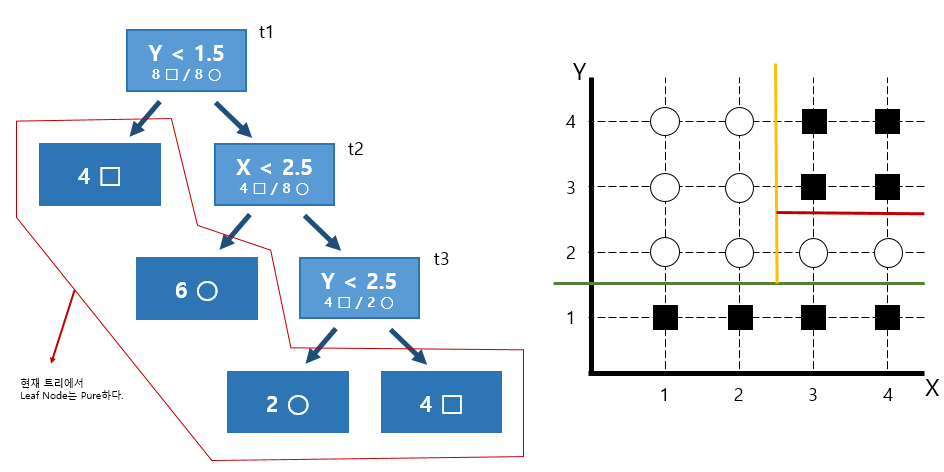 t1
Y < 1.5
8 □ / 8 ○
t2
4 □
X < 2.5
4 □ / 8 ○
t3
6 ○
Y < 2.5
4 □ / 2 ○
2 ○
4 □
현재 트리에서
Leaf Node는 Pure하다.
Y
4
3
2
1
1 2 3 4
X